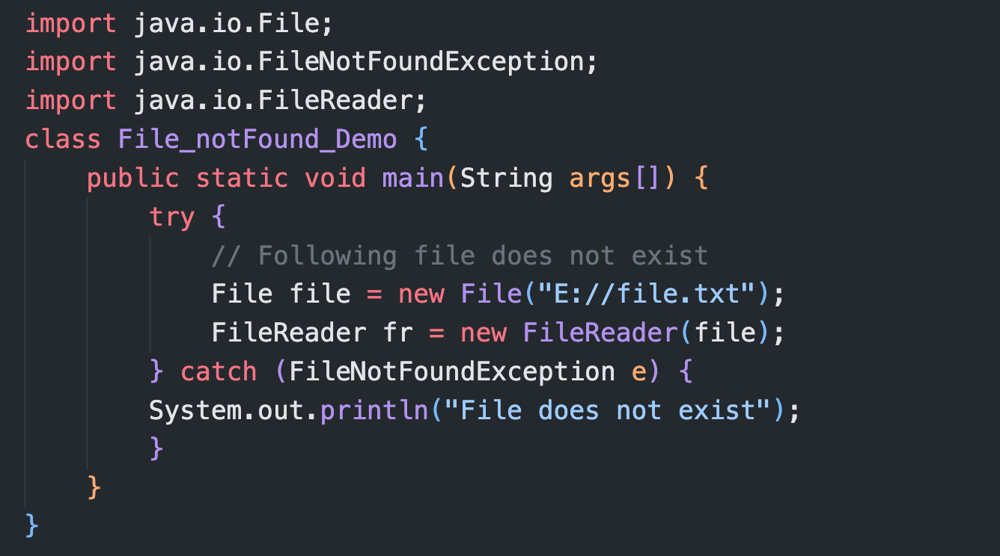 import java.io.File;
import java.io.FileNotFoundException;
import java.io.FileReader;
class File_notFound_Demo {
    public static void main(String args[]) {
        try {
            // Following file does not exist
            File file = new File("E://file.txt");
            FileReader fr = new FileReader(file);
        } catch (FileNotFoundException e) {
        System.out.println("File does not exist");
        }
    }
}